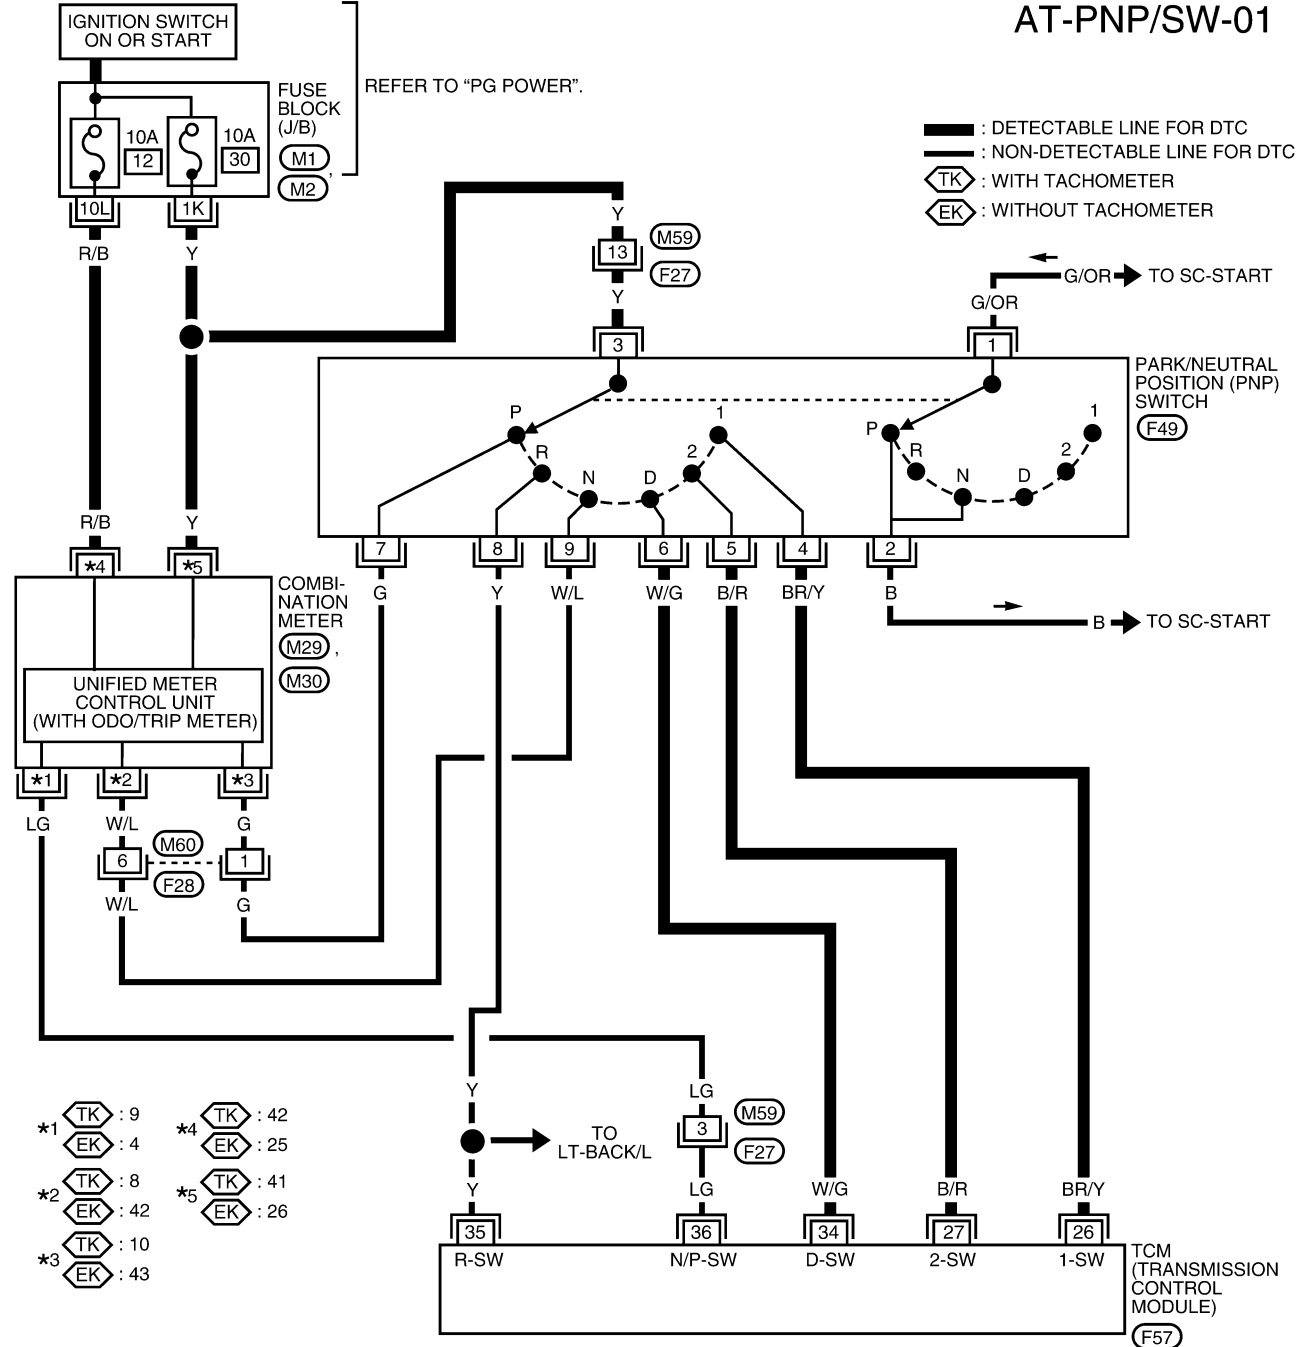 AT-PNP/SW-01
IGNITION SWITCH
ON OR START
REFER TO “PG POWER”.
FUSE
BLOCK
(J/B)
M1 ,
M2
10A
12
10A
30
10L
1K
: DETECTABLE LINE FOR DTC
: NON-DETECTABLE LINE FOR DTC
TK : WITH TACHOMETER
EK : WITHOUT TACHOMETER
R/B
Y
Y
13
M59
F27
Y
3
G/OR TO SC-START
G/OR
1
PARK/NEUTRAL
POSITION (PNP)
SWITCH
F49
P
R
N
D
2
1
P
R
N
D
2
1
R/B
Y
*4
*5
7
8
9
6
5
4
2
G
Y
W/L
W/G
B/R
BR/Y
B
B TO SC-START
COMBI-
NATION
METER
M29 ,
M30
UNIFIED METER
CONTROL UNIT
(WITH ODO/TRIP METER)
*1
*2
*3
LG
W/L
G
6
M60
F28
1
W/L
G
Y
TO
LT-BACK/L
Y
LG
3
M59
F27
LG
W/G
B/R
BR/Y
*1 TK : 9
EK : 4
*2 TK : 8
EK : 42
*3 TK : 10
EK : 43
*4 TK : 42
EK : 25
*5 TK : 41
EK : 26
35
36
34
27
26
R-SW
N/P-SW
D-SW
2-SW
1-SW
TCM
(TRANSMISSION
CONTROL
MODULE)
F57